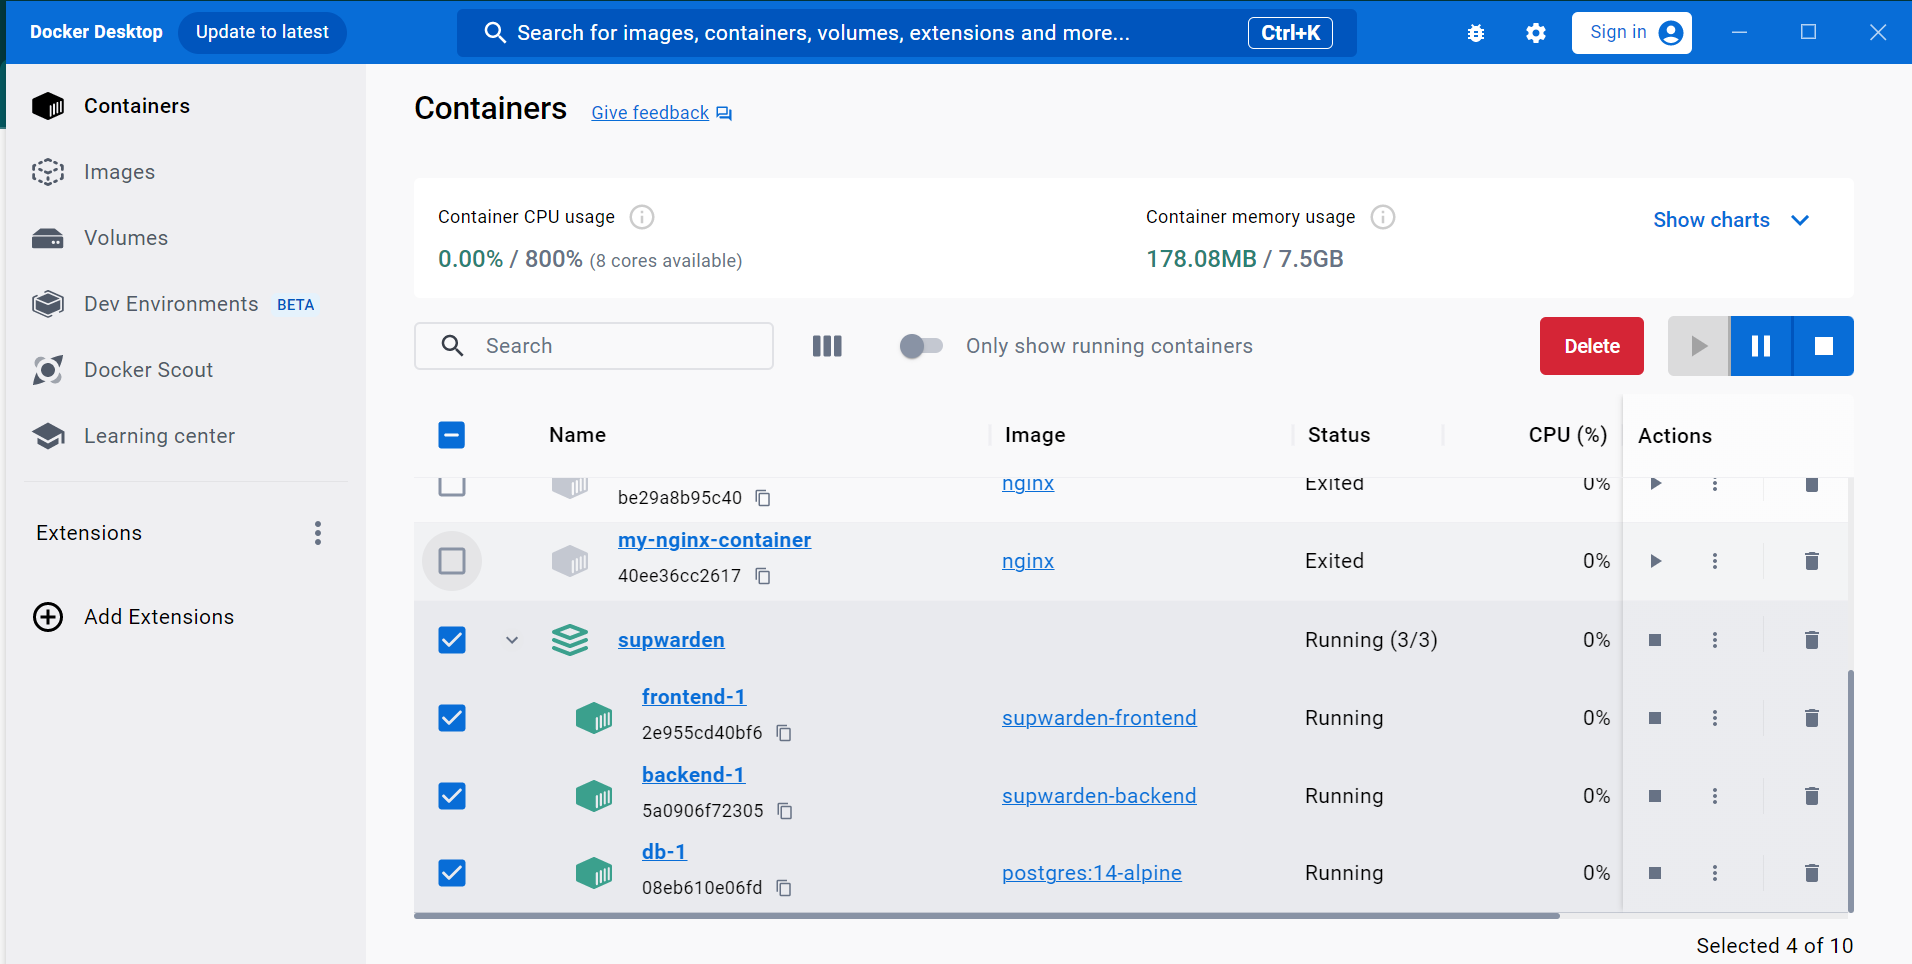 Docker Desktop Update to latest Search for images, containers, volumes, extensions and more... Ctrl+K Sign in
Containers
Images
Volumes
Dev Environments BETA
Docker Scout
Learning center
Extensions
Add Extensions
Containers Give feedback
Container CPU usage
0.00% / 800% (8 cores available)
Container memory usage
178.08MB / 7.5GB
Show charts
Search Only show running containers Delete
Name Image Status CPU (%) Actions
be29a8b95c40 nginx Exited 0%
my-nginx-container
40ee36cc2617 nginx Exited 0%
supwarden Running (3/3) 0%
frontend-1
2e955cd40bf6 supwarden-frontend Running 0%
backend-1
5a0906f72305 supwarden-backend Running 0%
db-1
08eb610e06fd postgres:14-alpine Running 0%
Selected 4 of 10